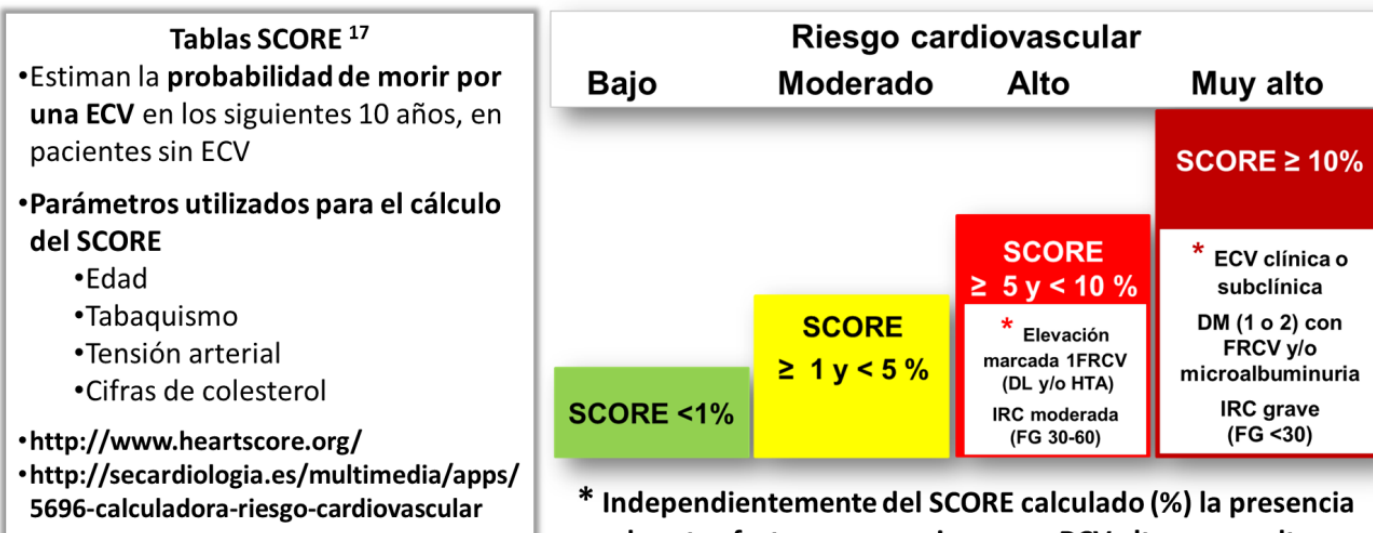 Tablas SCORE 17
•Estiman la probabilidad de morir por
una ECV en los siguientes 10 años, en
pacientes sin ECV
•Parámetros utilizados para el cálculo
del SCORE
•Edad
•Tabaquismo
•Tensión arterial
•Cifras de colesterol
•http://www.heartscore.org/
•http://secardiologia.es/multimedia/apps/
5696-calculadora-riesgo-cardiovascular
Riesgo cardiovascular
Bajo Moderado Alto Muy alto
SCORE <1%
SCORE
≥ 1 y < 5 %
SCORE
≥ 5 y < 10 %
* Elevación
marcada 1FRCV
(DL y/o HTA)
IRC moderada
(FG 30-60)
SCORE ≥ 10%
* ECV clínica o
subclínica
DM (1 o 2) con
FRCV y/o
microalbuminuria
IRC grave
(FG <30)
* Independientemente del SCORE calculado (%) la presencia